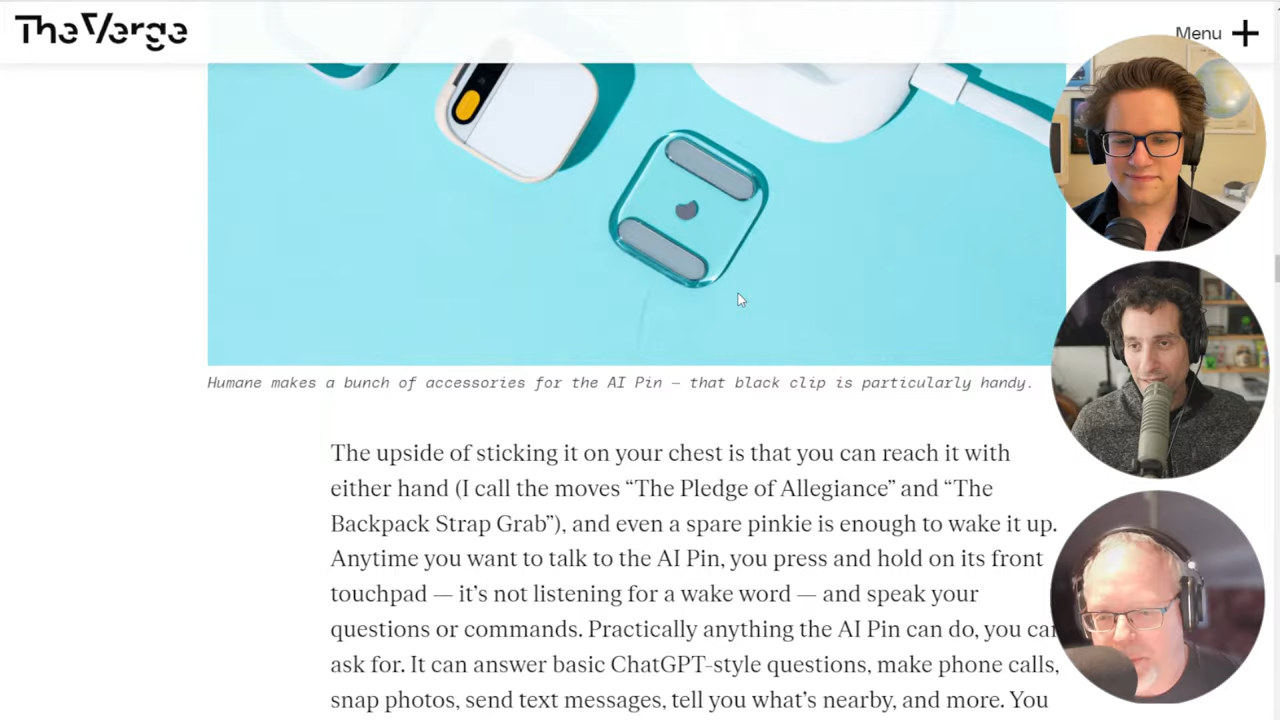 The Verge
Menu
Humane makes a bunch of accessories for the AI Pin — that black clip is particularly handy.
The upside of sticking it on your chest is that you can reach it with
either hand (I call the moves “The Pledge of Allegiance” and “The
Backpack Strap Grab”), and even a spare pinkie is enough to wake it up.
Anytime you want to talk to the AI Pin, you press and hold on its front
touchpad — it’s not listening for a wake word — and speak your
questions or commands. Practically anything the AI Pin can do, you can
ask for. It can answer basic ChatGPT-style questions, make phone calls,
snap photos, send text messages, tell you what’s nearby, and more. You